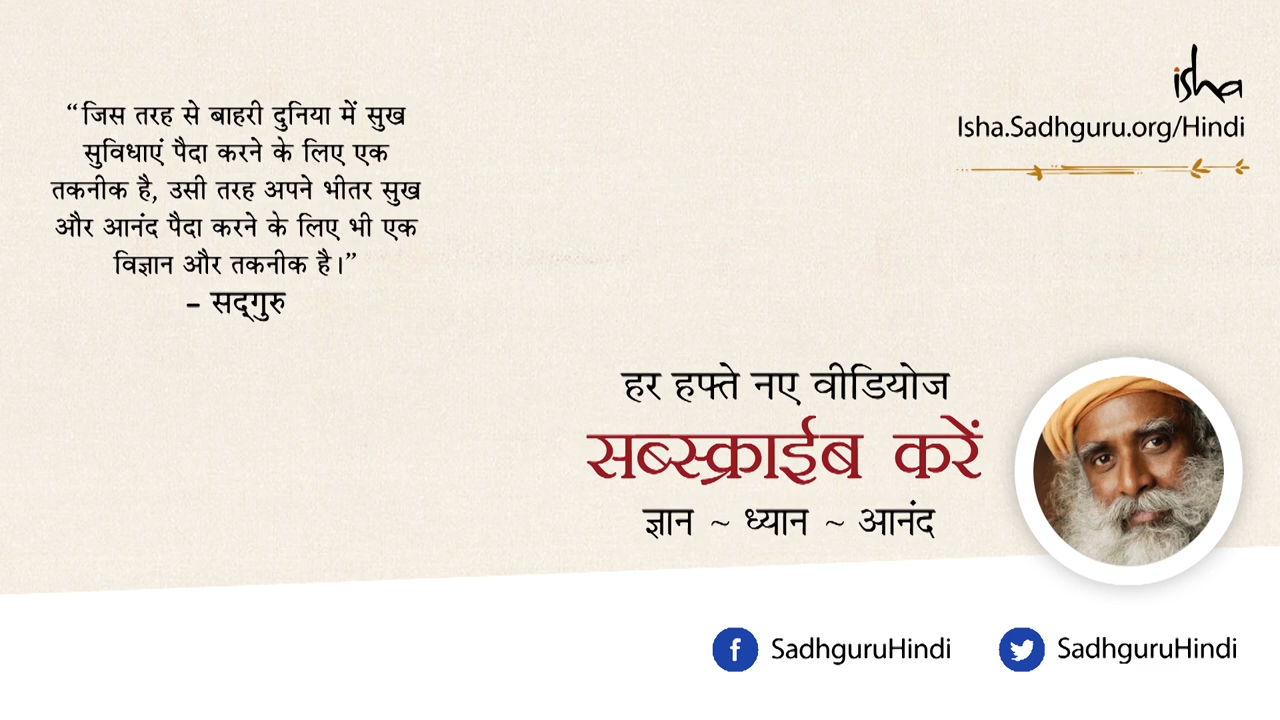 “जिस तरह से बाहरी दुनिया में सुख
सुविधाएं पैदा करने के लिए एक
तकनीक है, उसी तरह अपने भीतर सुख
और आनंद पैदा करने के लिए भी एक
विज्ञान और तकनीक है।”
– सद्‌गुरु
isha
Isha.Sadhguru.org/Hindi
हर हफ्ते नए वीडियोज
सब्स्क्राईब करें
ज्ञान ~ ध्यान ~ आनंद
f SadhguruHindi
SadhguruHindi